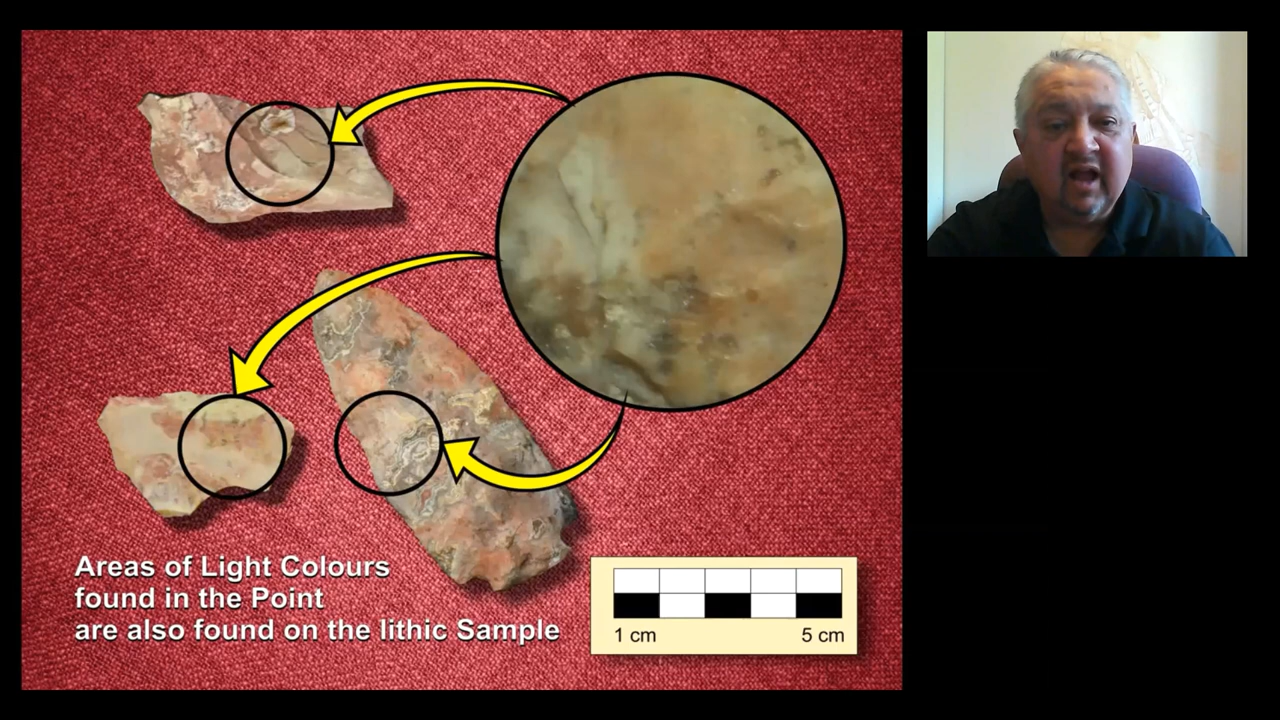 Areas of Light Colours
found in the Point
are also found on the lithic Sample
1 cm 5 cm